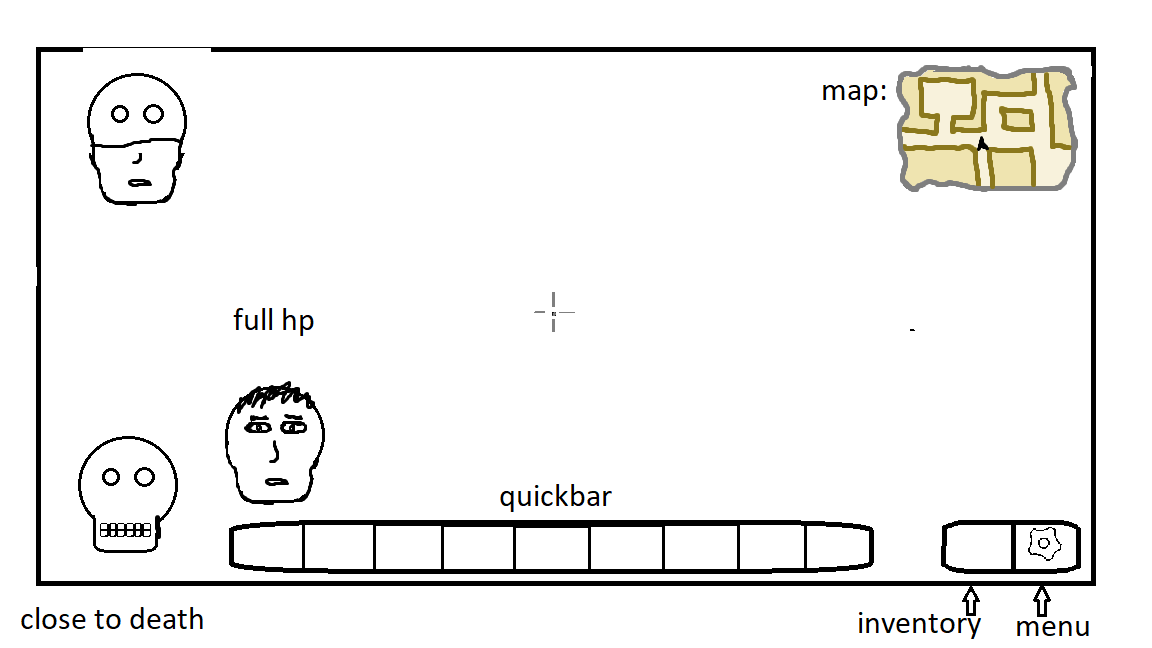 map:
full hp
quickbar
close to death
inventory
menu